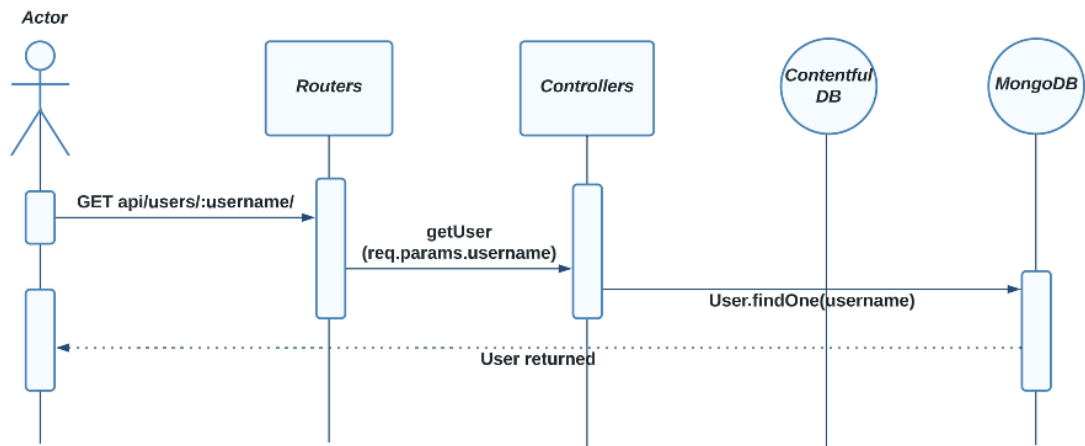 Actor
Routers
Controllers
Contentful
DB
MongoDB
GET api/users/:username/
getUser
(req.params.username)
User.findOne(username)
User returned